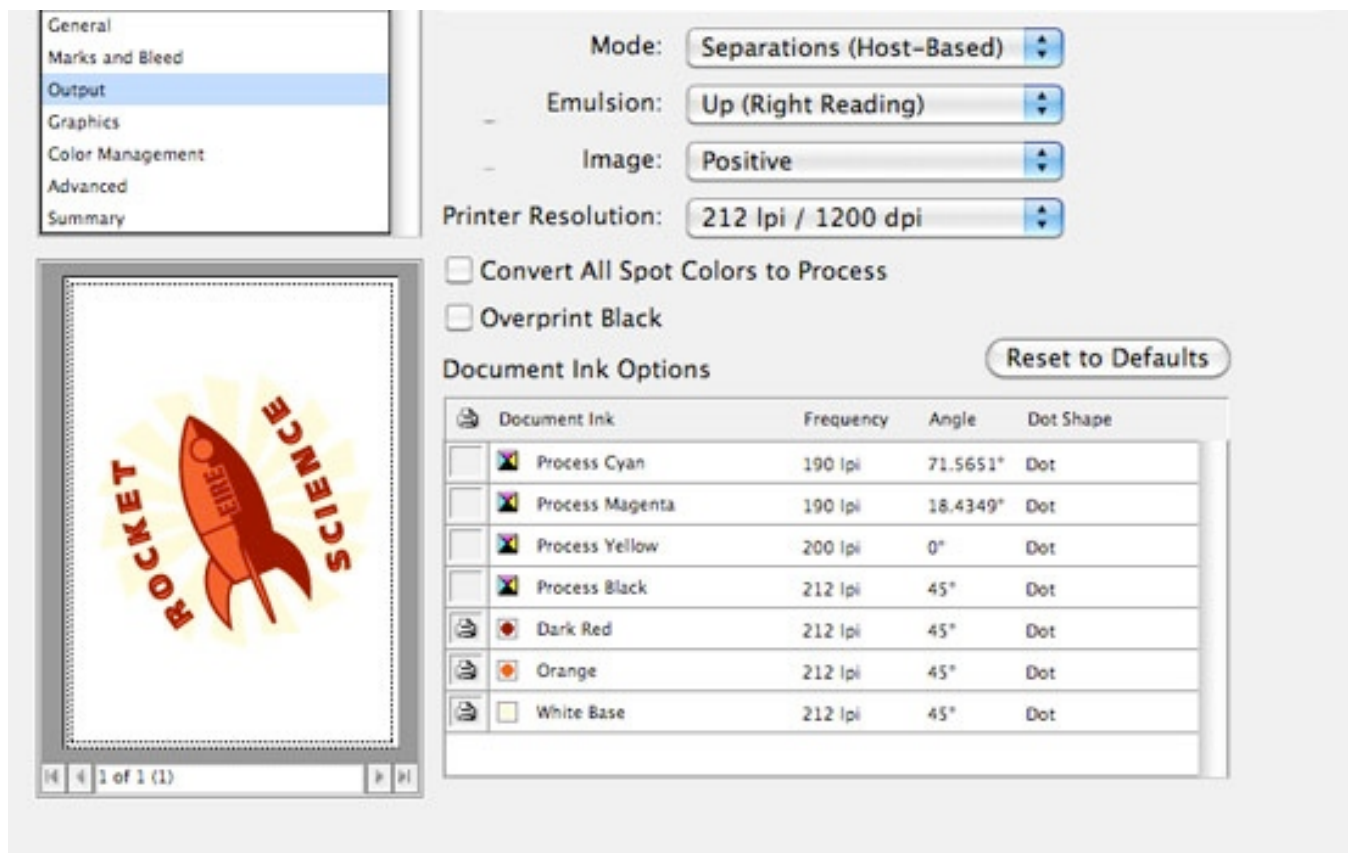 General
Marks and Bleed
Output
Graphics
Color Management
Advanced
Summary
Mode: Separations (Host-Based)
Emulsion: Up (Right Reading)
Image: Positive
Printer Resolution: 212 lpi / 1200 dpi
Convert All Spot Colors to Process
Overprint Black
Document Ink Options
Reset to Defaults
Document Ink Frequency Angle Dot Shape
Process Cyan 190 lpi 71.5651° Dot
Process Magenta 190 lpi 18.4349° Dot
Process Yellow 200 lpi 0° Dot
Process Black 212 lpi 45° Dot
Dark Red 212 lpi 45° Dot
Orange 212 lpi 45° Dot
White Base 212 lpi 45° Dot
ROCKET
EIRE
SCIENCE
1 of 1 (1)